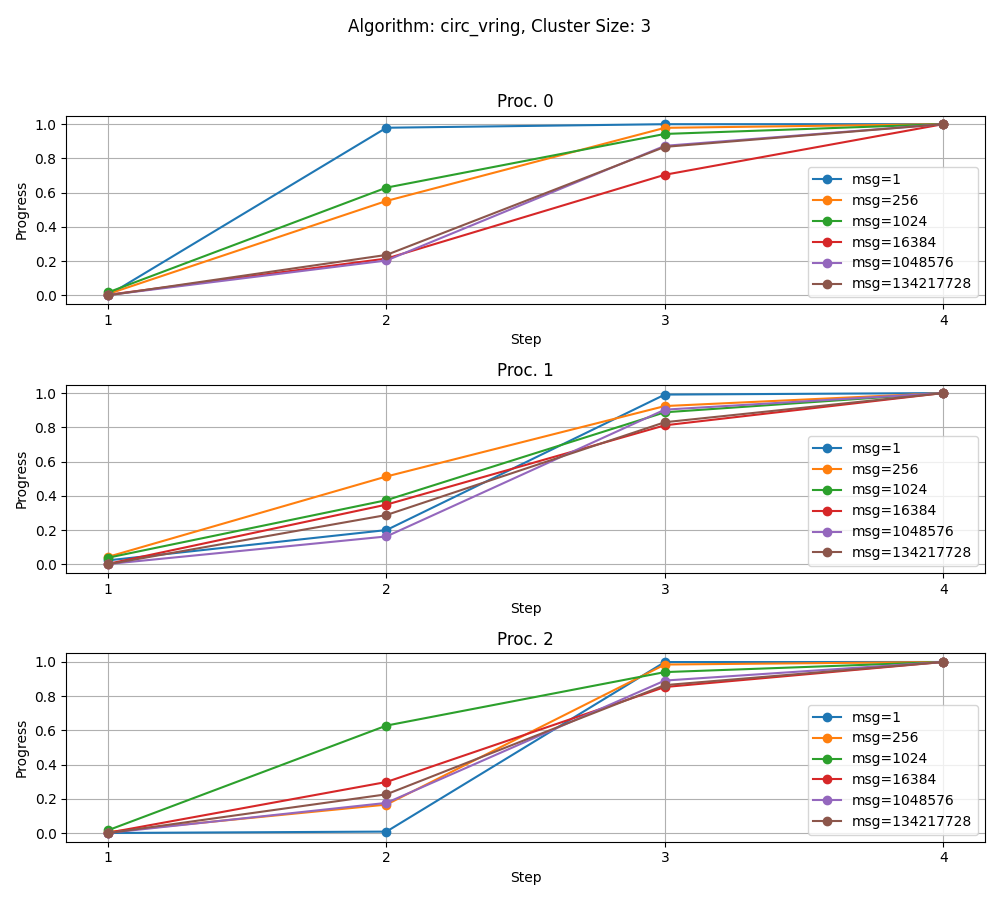 Algorithm: circ_vring, Cluster Size: 3
Proc. 0
Progress
1.0
0.8
0.6
0.4
0.2
0.0
msg=1
msg=256
msg=1024
msg=16384
msg=1048576
msg=134217728
1 2 3 4
Step
Proc. 1
Progress
1.0
0.8
0.6
0.4
0.2
0.0
msg=1
msg=256
msg=1024
msg=16384
msg=1048576
msg=134217728
1 2 3 4
Step
Proc. 2
Progress
1.0
0.8
0.6
0.4
0.2
0.0
msg=1
msg=256
msg=1024
msg=16384
msg=1048576
msg=134217728
1 2 3 4
Step